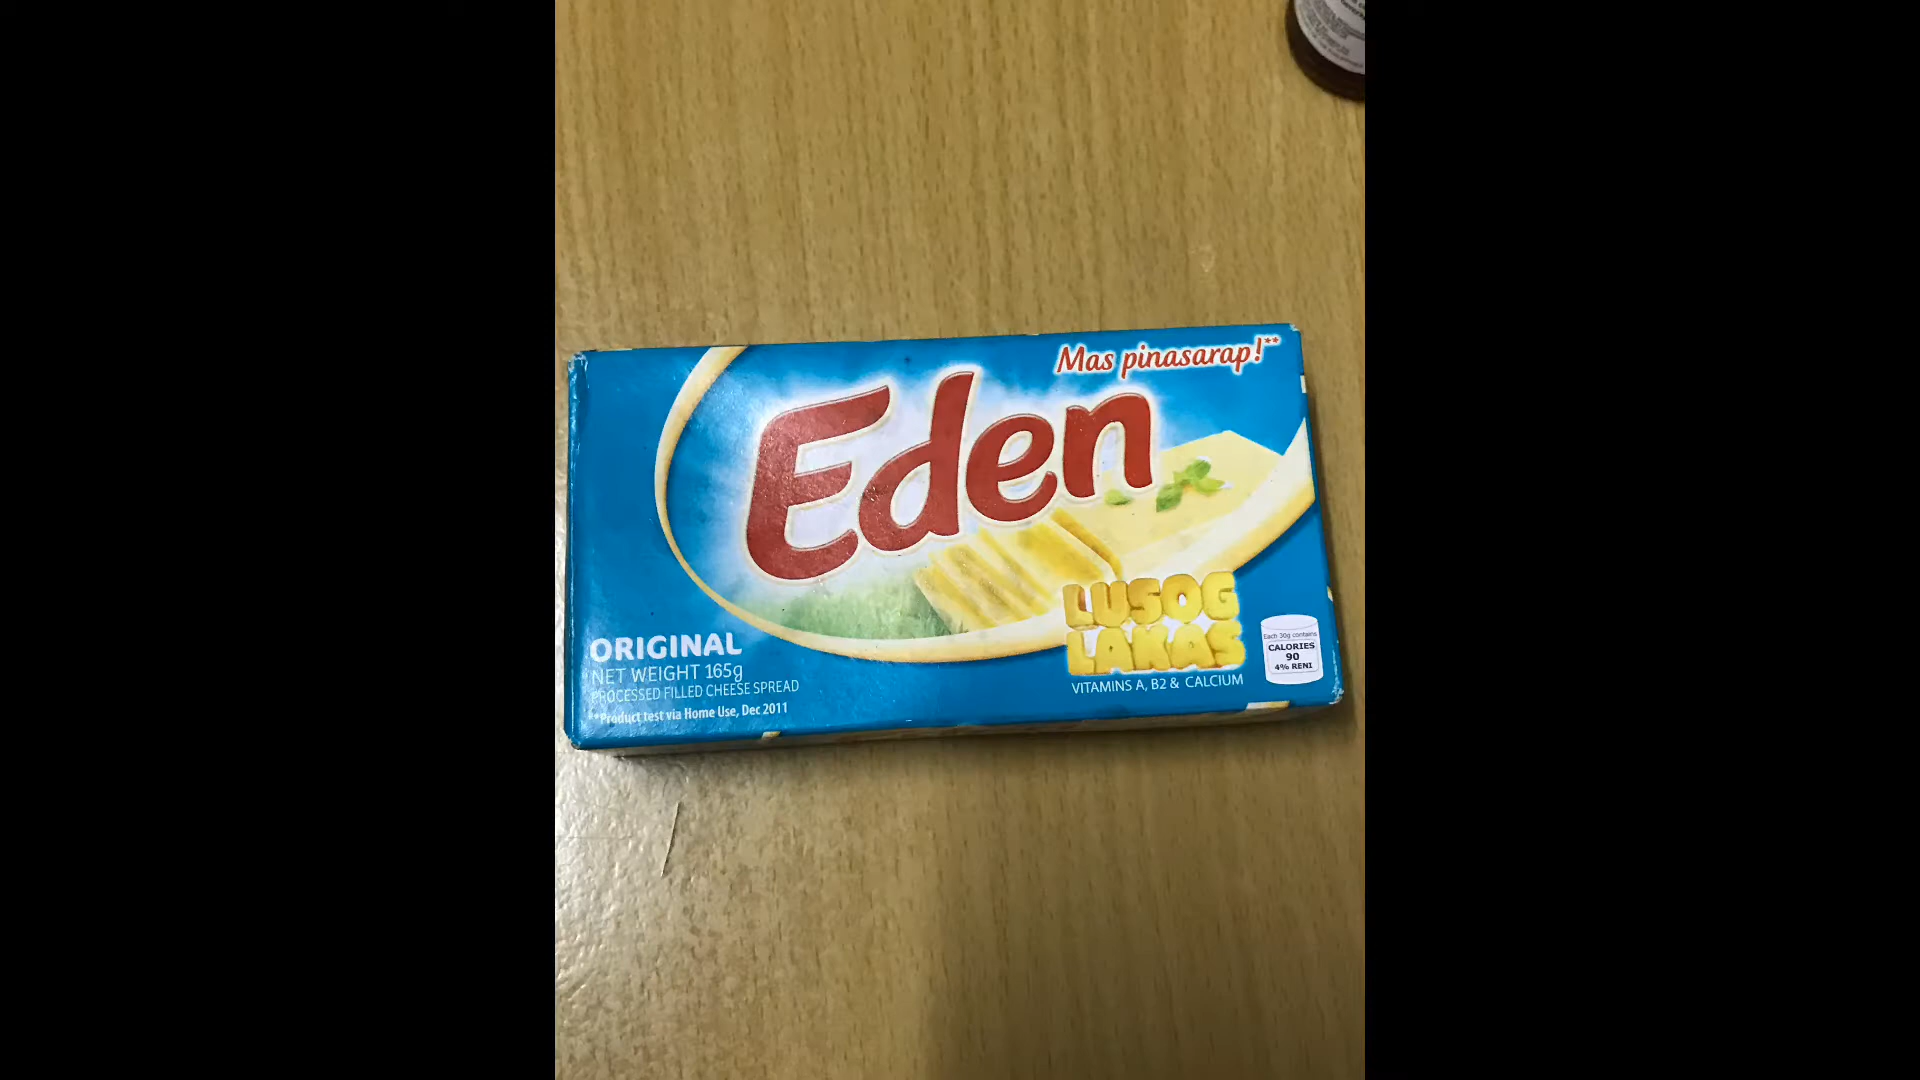 Mas pinasarap!**
Eden
LUSOG
LAKAS
VITAMINS A, B2 & CALCIUM
ORIGINAL
NET WEIGHT 165g
PROCESSED FILLED CHEESE SPREAD
**Product test via Home Use, Dec 2011
Each 30g contains
CALORIES
90
4% RENI